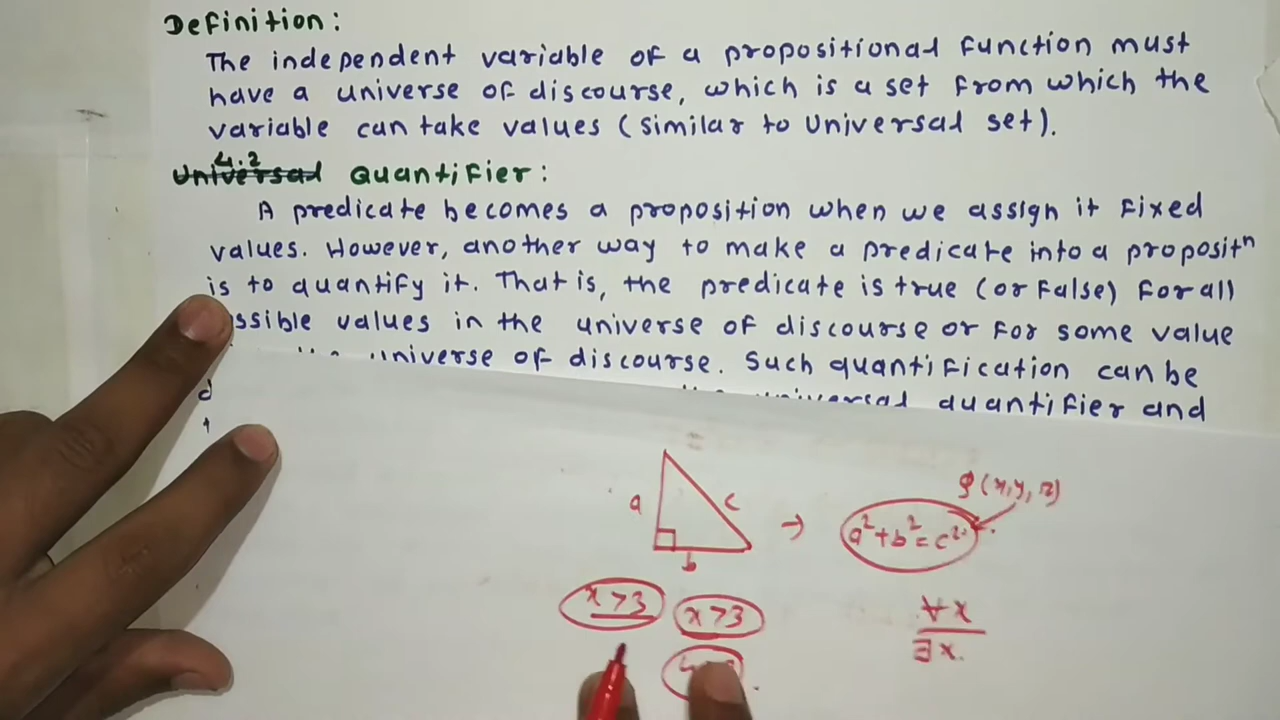 Definition:
The independent variable of a propositional function must
have a universe of discourse, which is a set from which the
variable can take values (similar to universal set).
4.2
Universal Quantifier:
A predicate becomes a proposition when we assign it fixed
values. However, another way to make a predicate into a propositn
is to quantify it. That is, the predicate is true (or false) for all
ssible values in the universe of discourse or for some value
universe of discourse. Such quantification can be
universal quantifier and
a c b
→ a²+b²=c²
x>3 x>3
∀x
∃x.